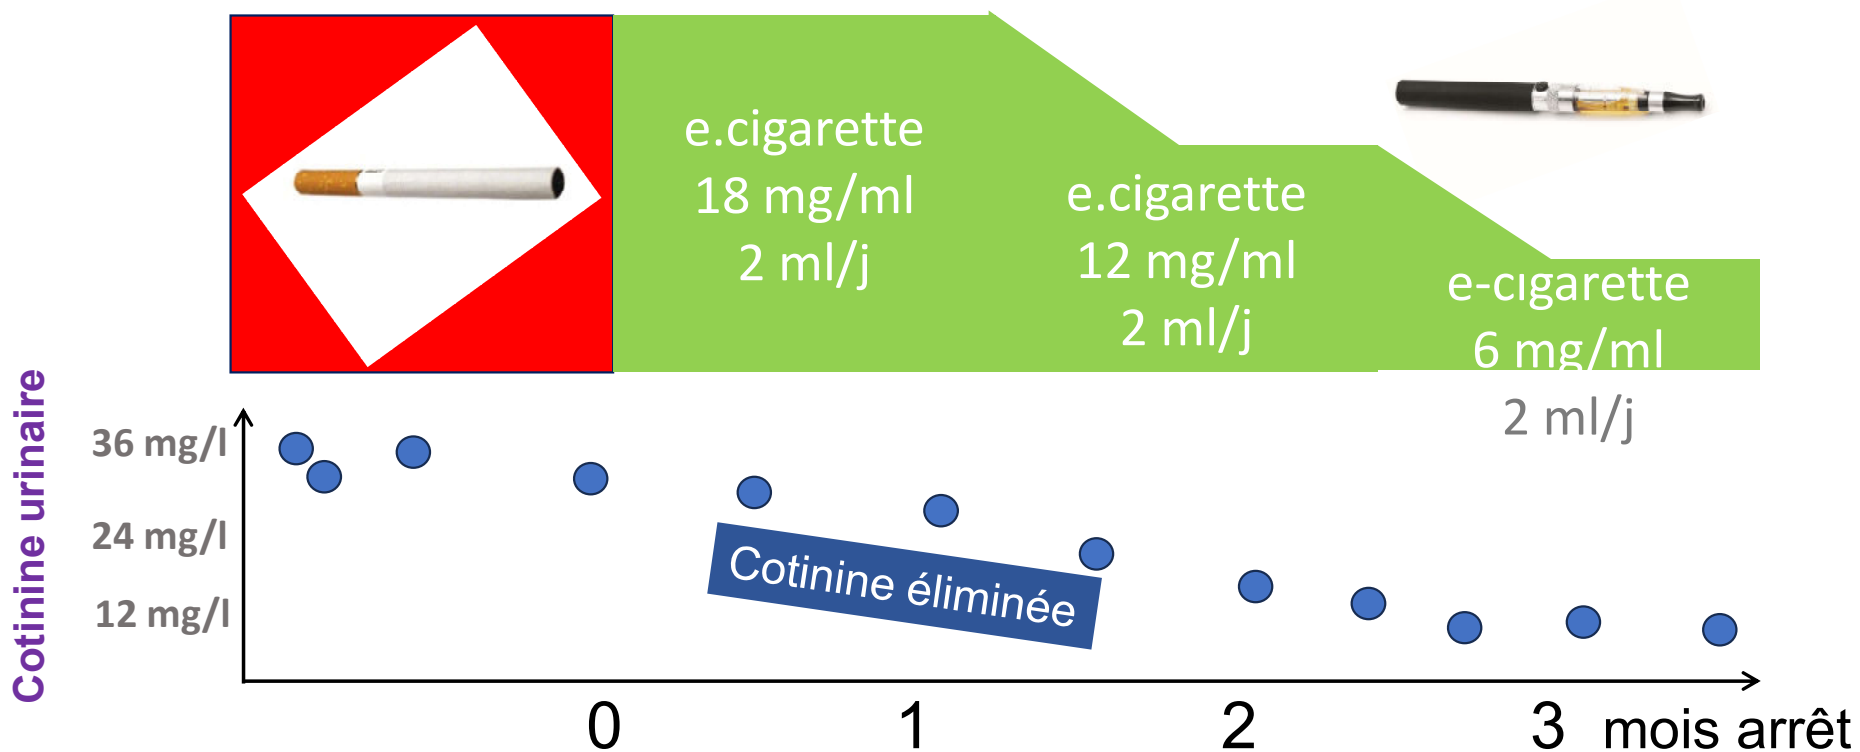 e.cigarette
18 mg/ml
2 ml/j
e.cigarette
12 mg/ml
2 ml/j
e-cigarette
6 mg/ml
2 ml/j
Cotinine urinaire
36 mg/l
24 mg/l
12 mg/l
Cotinine éliminée
0 1 2 3 mois arrêt